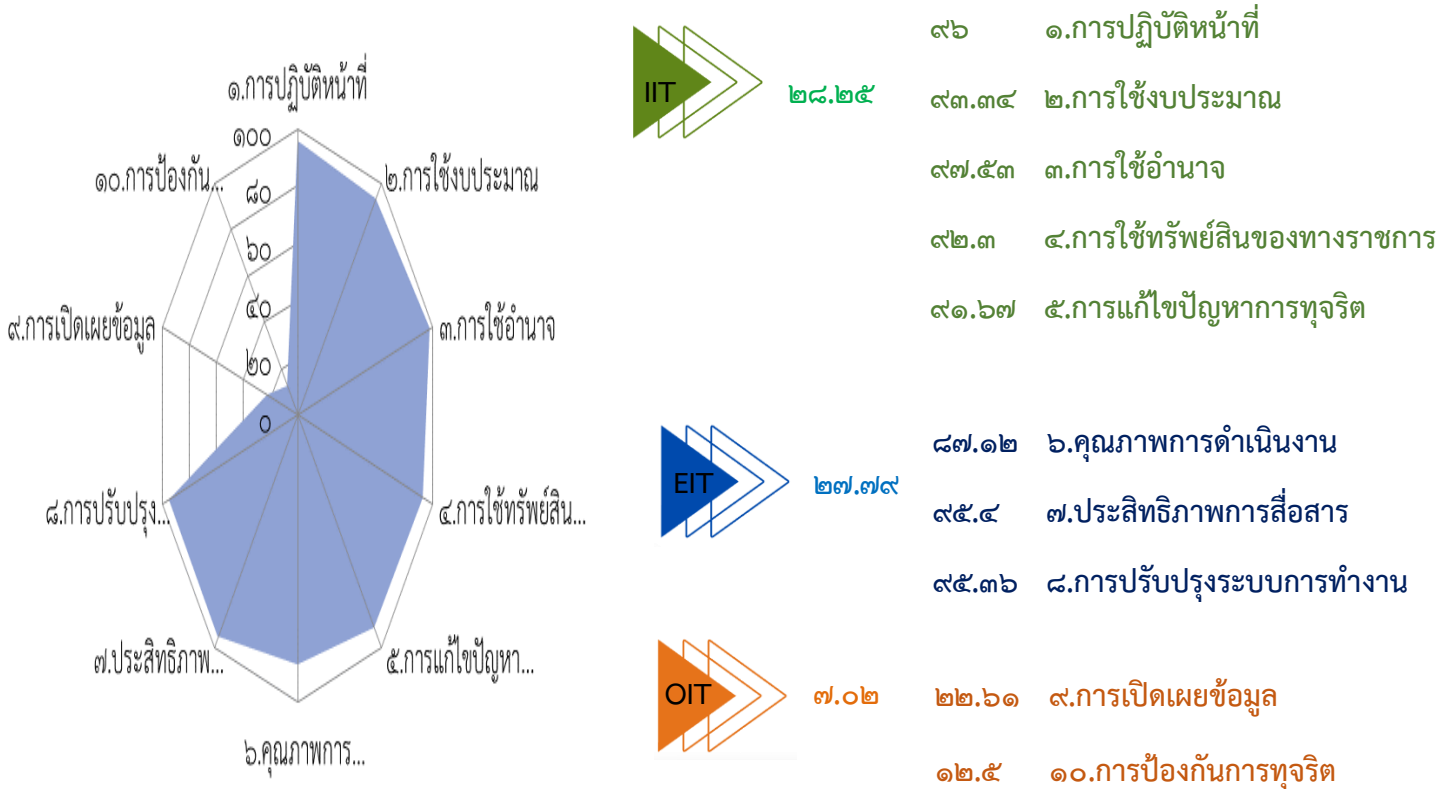 ๑.การปฏิบัติหน้าที่
๒.การใช้งบประมาณ
๓.การใช้อำนาจ
๔.การใช้ทรัพย์สิน...
๕.การแก้ไขปัญหา...
๖.คุณภาพการ...
๗.ประสิทธิภาพ...
๘.การปรับปรุง...
๙.การเปิดเผยข้อมูล
๑๐.การป้องกัน...
๑๐๐
๘๐
๖๐
๔๐
๒๐
๐
IIT ๒๘.๒๕
๙๖ ๑.การปฏิบัติหน้าที่
๙๓.๓๔ ๒.การใช้งบประมาณ
๙๗.๕๓ ๓.การใช้อำนาจ
๙๒.๓ ๔.การใช้ทรัพย์สินของทางราชการ
๙๑.๖๗ ๕.การแก้ไขปัญหาการทุจริต
EIT ๒๗.๗๙
๘๗.๑๒ ๖.คุณภาพการดำเนินงาน
๙๕.๔ ๗.ประสิทธิภาพการสื่อสาร
๙๕.๓๖ ๘.การปรับปรุงระบบการทำงาน
OIT ๗.๐๒
๒๒.๖๑ ๙.การเปิดเผยข้อมูล
๑๒.๕ ๑๐.การป้องกันการทุจริต